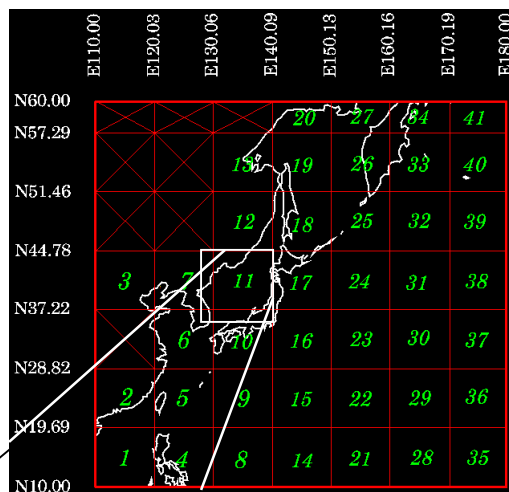 E110.00 E120.03 E130.06 E140.09 E150.13 E160.16 E170.19 E180.00
N60.00
20 27 34 41
N57.29
13 19 26 33 40
N51.46
12 18 25 32 39
N44.78
3 7 11 17 24 31 38
N37.22
6 10 16 23 30 37
N28.82
2 5 9 15 22 29 36
N19.69
1 4 8 14 21 28 35
N10.00